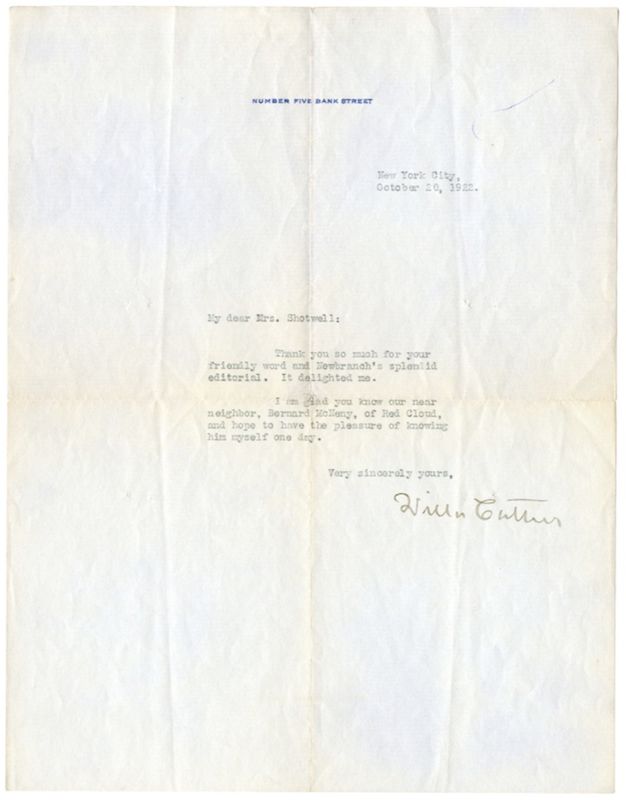 NUMBER FIVE BANK STREET
New York City,
October 26, 1922.
My dear Mrs. Shotwell:
Thank you so much for your
friendly word and Newbranch's splendid
editorial. It delighted me.
I am glad you know our near
neighbor, Bernard McNeny, of Red Cloud,
and hope to have the pleasure of knowing
him myself one day.
Very sincerely yours,
Willa Cather